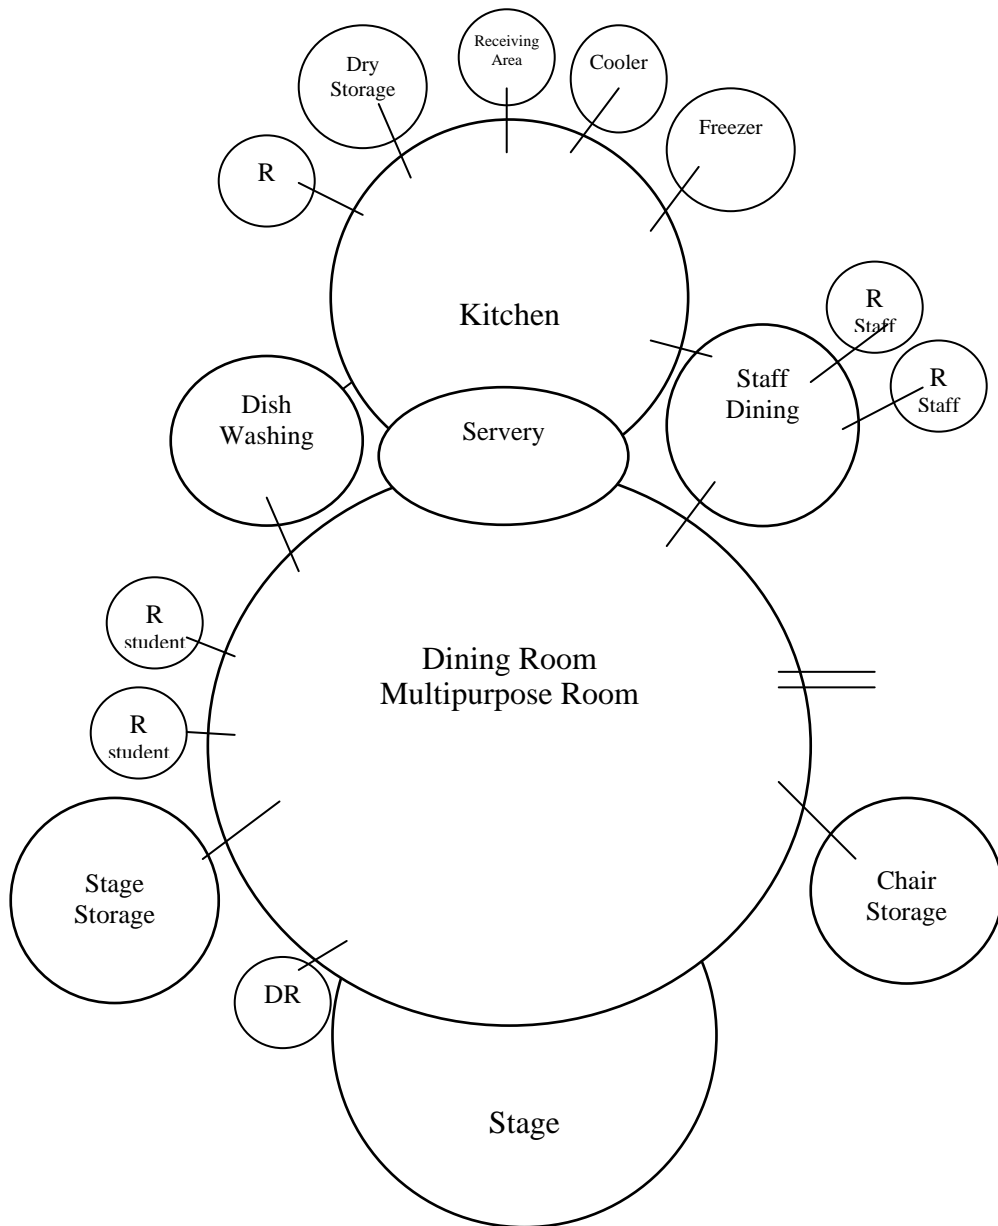 Receiving
Area
Dry
Storage
Cooler
Freezer
R
Kitchen
R
Staff
R
Staff
Staff
Dining
Dish
Washing
Servery
R
student
Dining Room
Multipurpose Room
R
student
Stage
Storage
Chair
Storage
DR
Stage